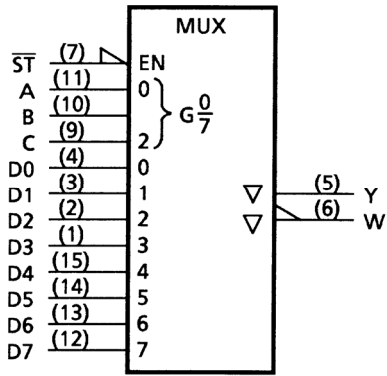 MUX
S̅T̅ (7) EN
A (11) 0
B (10) G 0/7
C (9) 2
D0 (4) 0
D1 (3) 1 ▽ (5) Y
D2 (2) 2 ▽ (6) W
D3 (1) 3
D4 (15) 4
D5 (14) 5
D6 (13) 6
D7 (12) 7